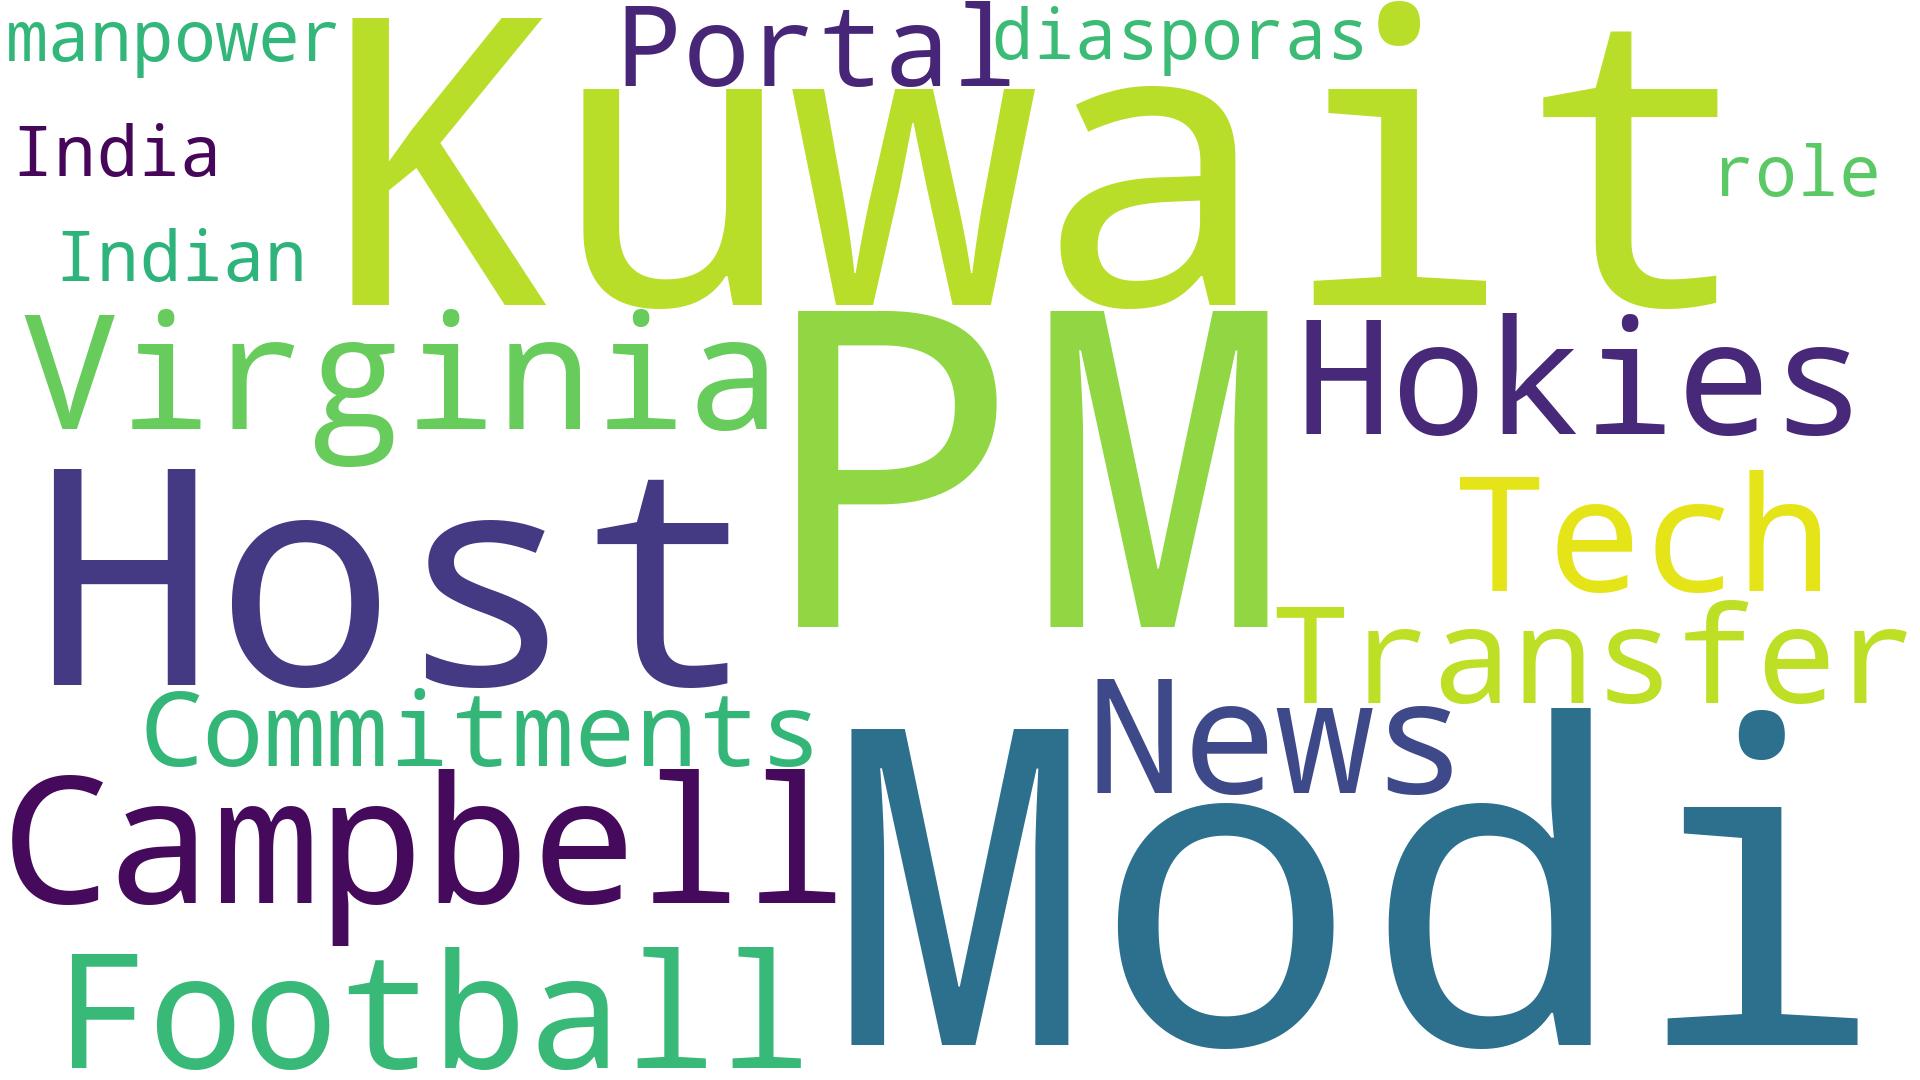 manpower
Portal
diasporas
Kuwait
India
role
Indian
Virginia
PM
Hokies
Host
Tech
Transfer
Commitments
News
Modi
Campbell
Football